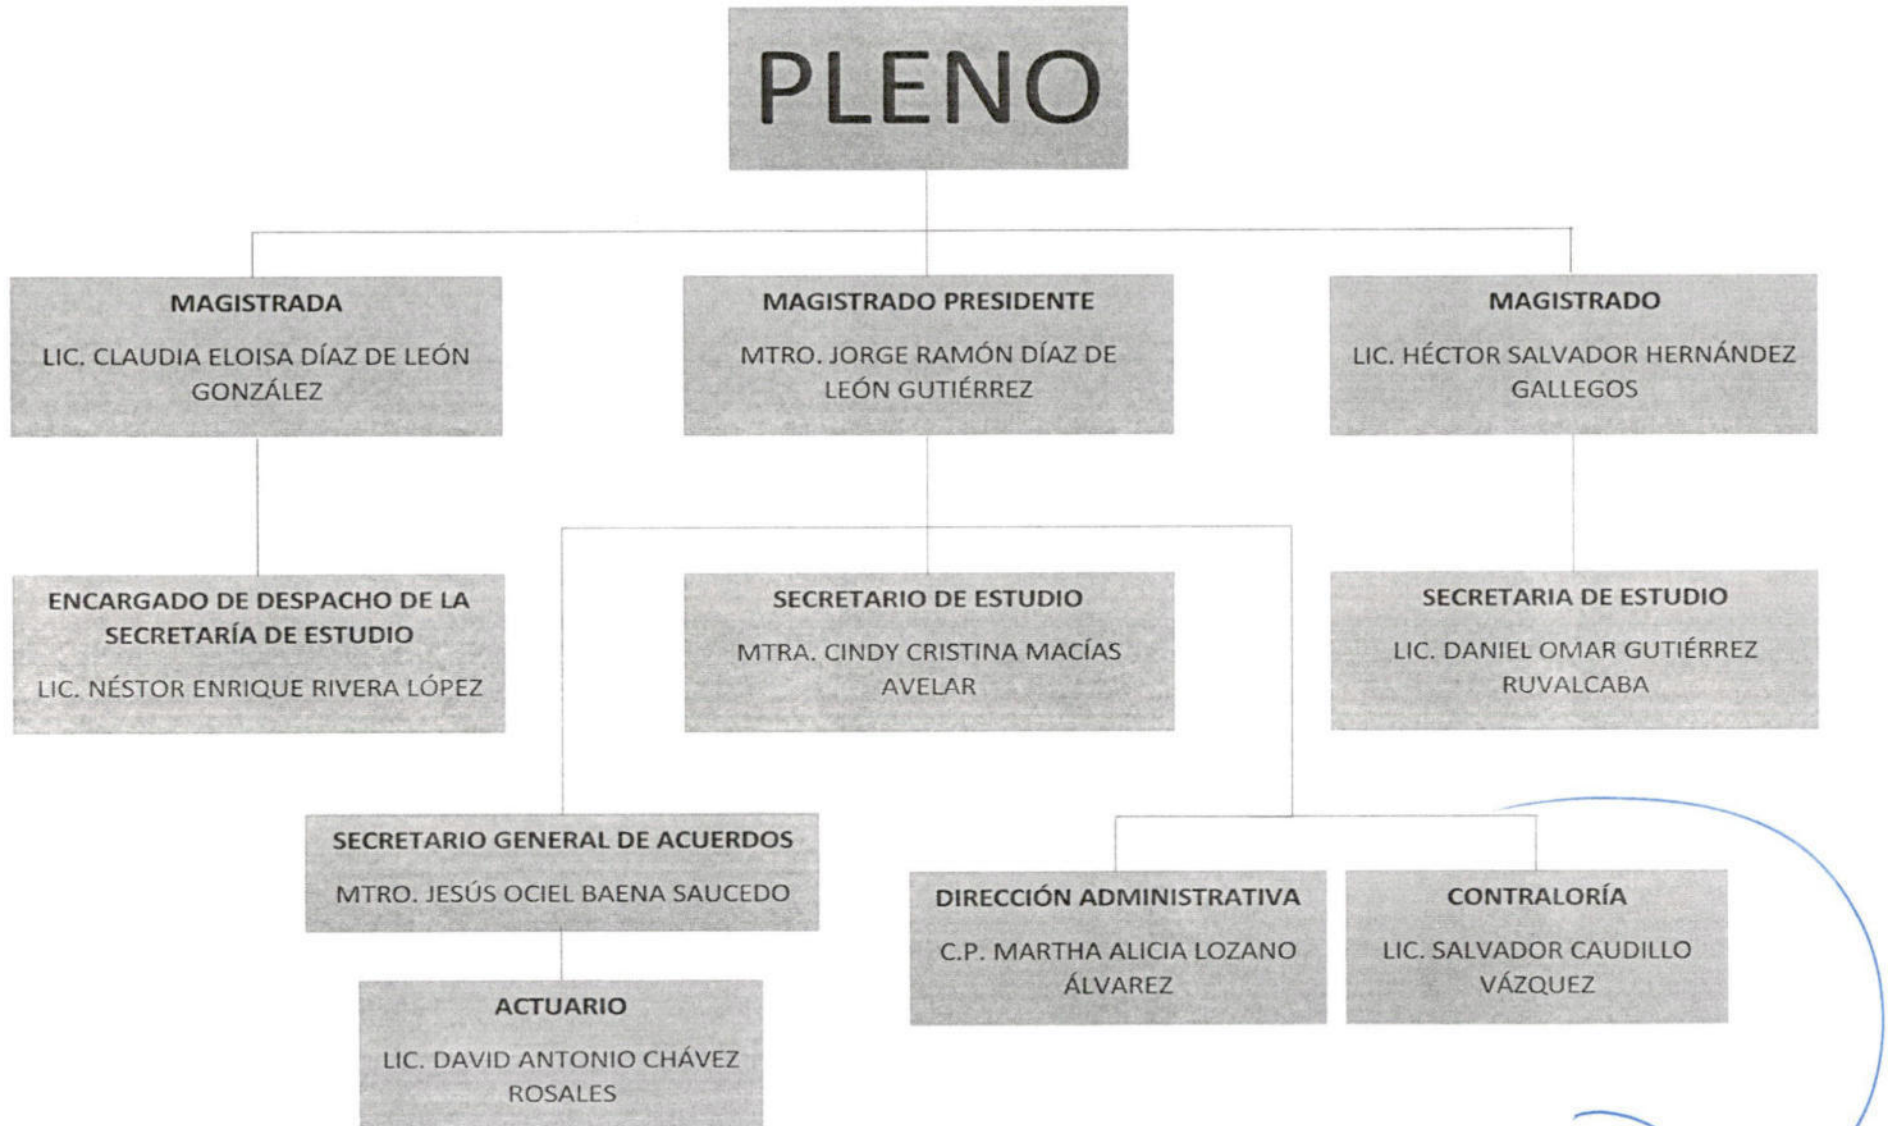 PLENO
MAGISTRADA
LIC. CLAUDIA ELOISA DÍAZ DE LEÓN
GONZÁLEZ
MAGISTRADO PRESIDENTE
MTRO. JORGE RAMÓN DÍAZ DE
LEÓN GUTIÉRREZ
MAGISTRADO
LIC. HÉCTOR SALVADOR HERNÁNDEZ
GALLEGOS
ENCARGADO DE DESPACHO DE LA
SECRETARÍA DE ESTUDIO
LIC. NÉSTOR ENRIQUE RIVERA LÓPEZ
SECRETARIO DE ESTUDIO
MTRA. CINDY CRISTINA MACÍAS
AVELAR
SECRETARIA DE ESTUDIO
LIC. DANIEL OMAR GUTIÉRREZ
RUVALCABA
SECRETARIO GENERAL DE ACUERDOS
MTRO. JESÚS OCIEL BAENA SAUCEDO
DIRECCIÓN ADMINISTRATIVA
C.P. MARTHA ALICIA LOZANO
ÁLVAREZ
CONTRALORÍA
LIC. SALVADOR CAUDILLO
VÁZQUEZ
ACTUARIO
LIC. DAVID ANTONIO CHÁVEZ
ROSALES